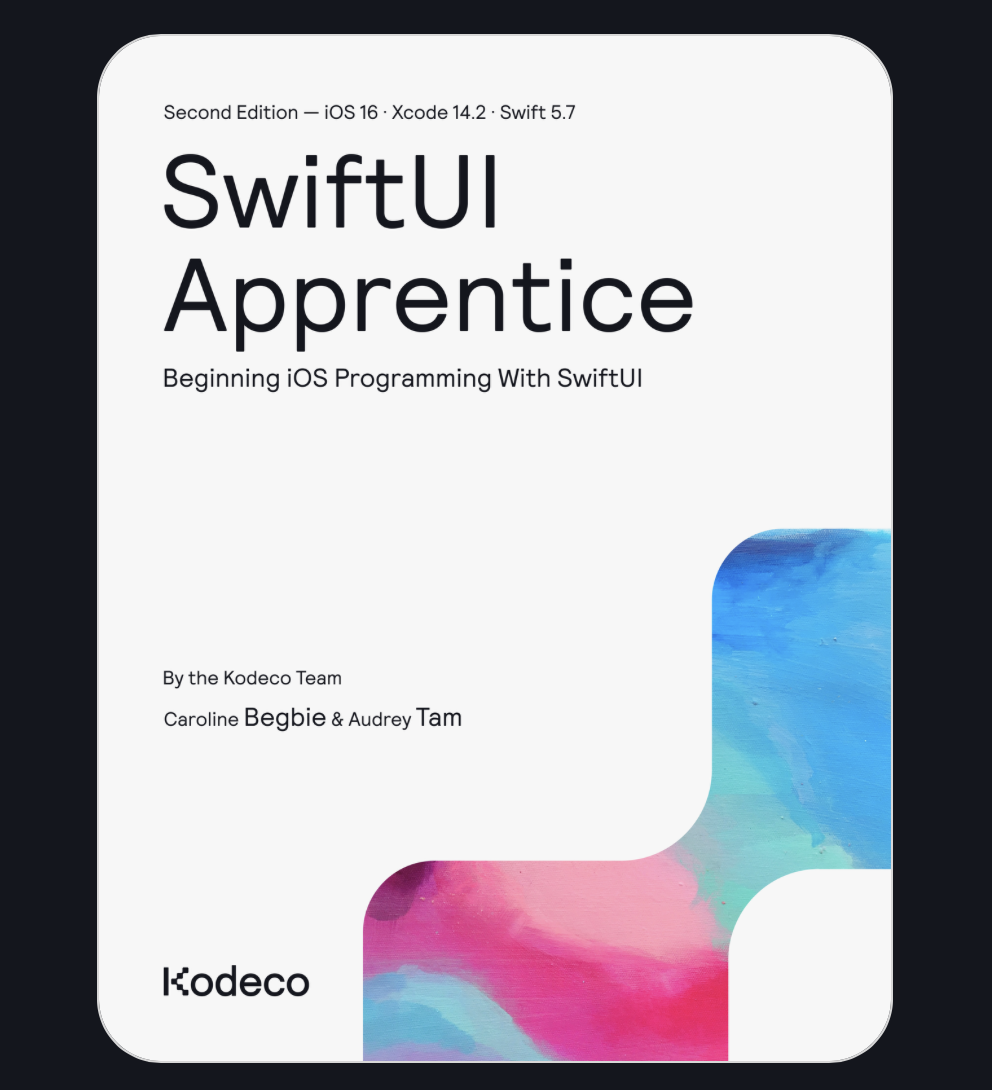 Second Edition — iOS 16 · Xcode 14.2 · Swift 5.7
SwiftUI
Apprentice
Beginning iOS Programming With SwiftUI
By the Kodeco Team
Caroline Begbie & Audrey Tam
Kodeco